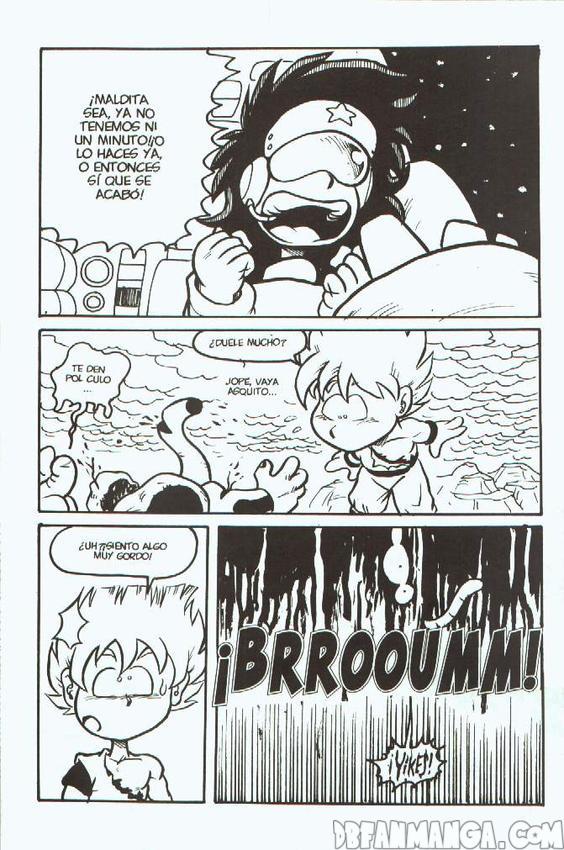 ¡MALDITA
SEA, YA NO
TENEMOS NI
UN MINUTO!¡O
LO HACES YA,
O ENTONCES
SÍ QUE SE
ACABÓ!
¿DUELE MUCHO?
TE DEN
POL CULO
...
JOPE, VAYA
ASQUITO...
¿UH?¡SIENTO ALGO
MUY GORDO!
¡BRROOUMM!
¡YIKES!
DBFANMANGA.COM